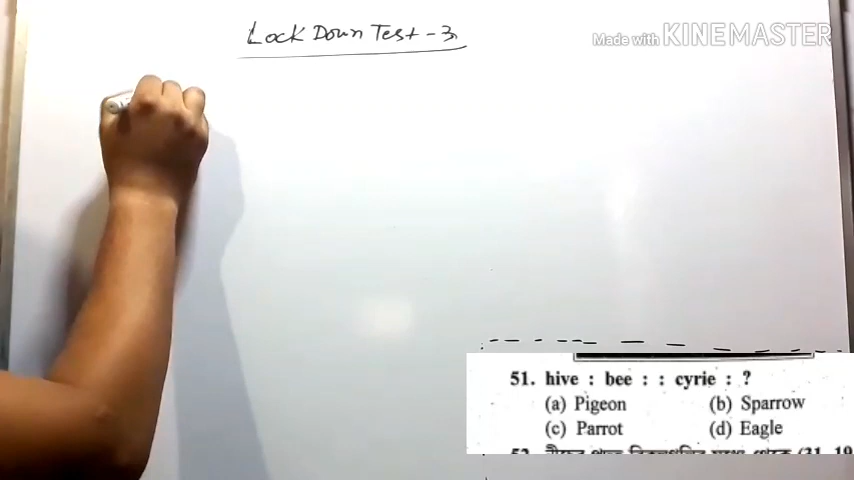 Lock Down Test - 3
Made with KINEMASTER
51. hive : bee : : cyrie : ?
(a) Pigeon (b) Sparrow
(c) Parrot (d) Eagle